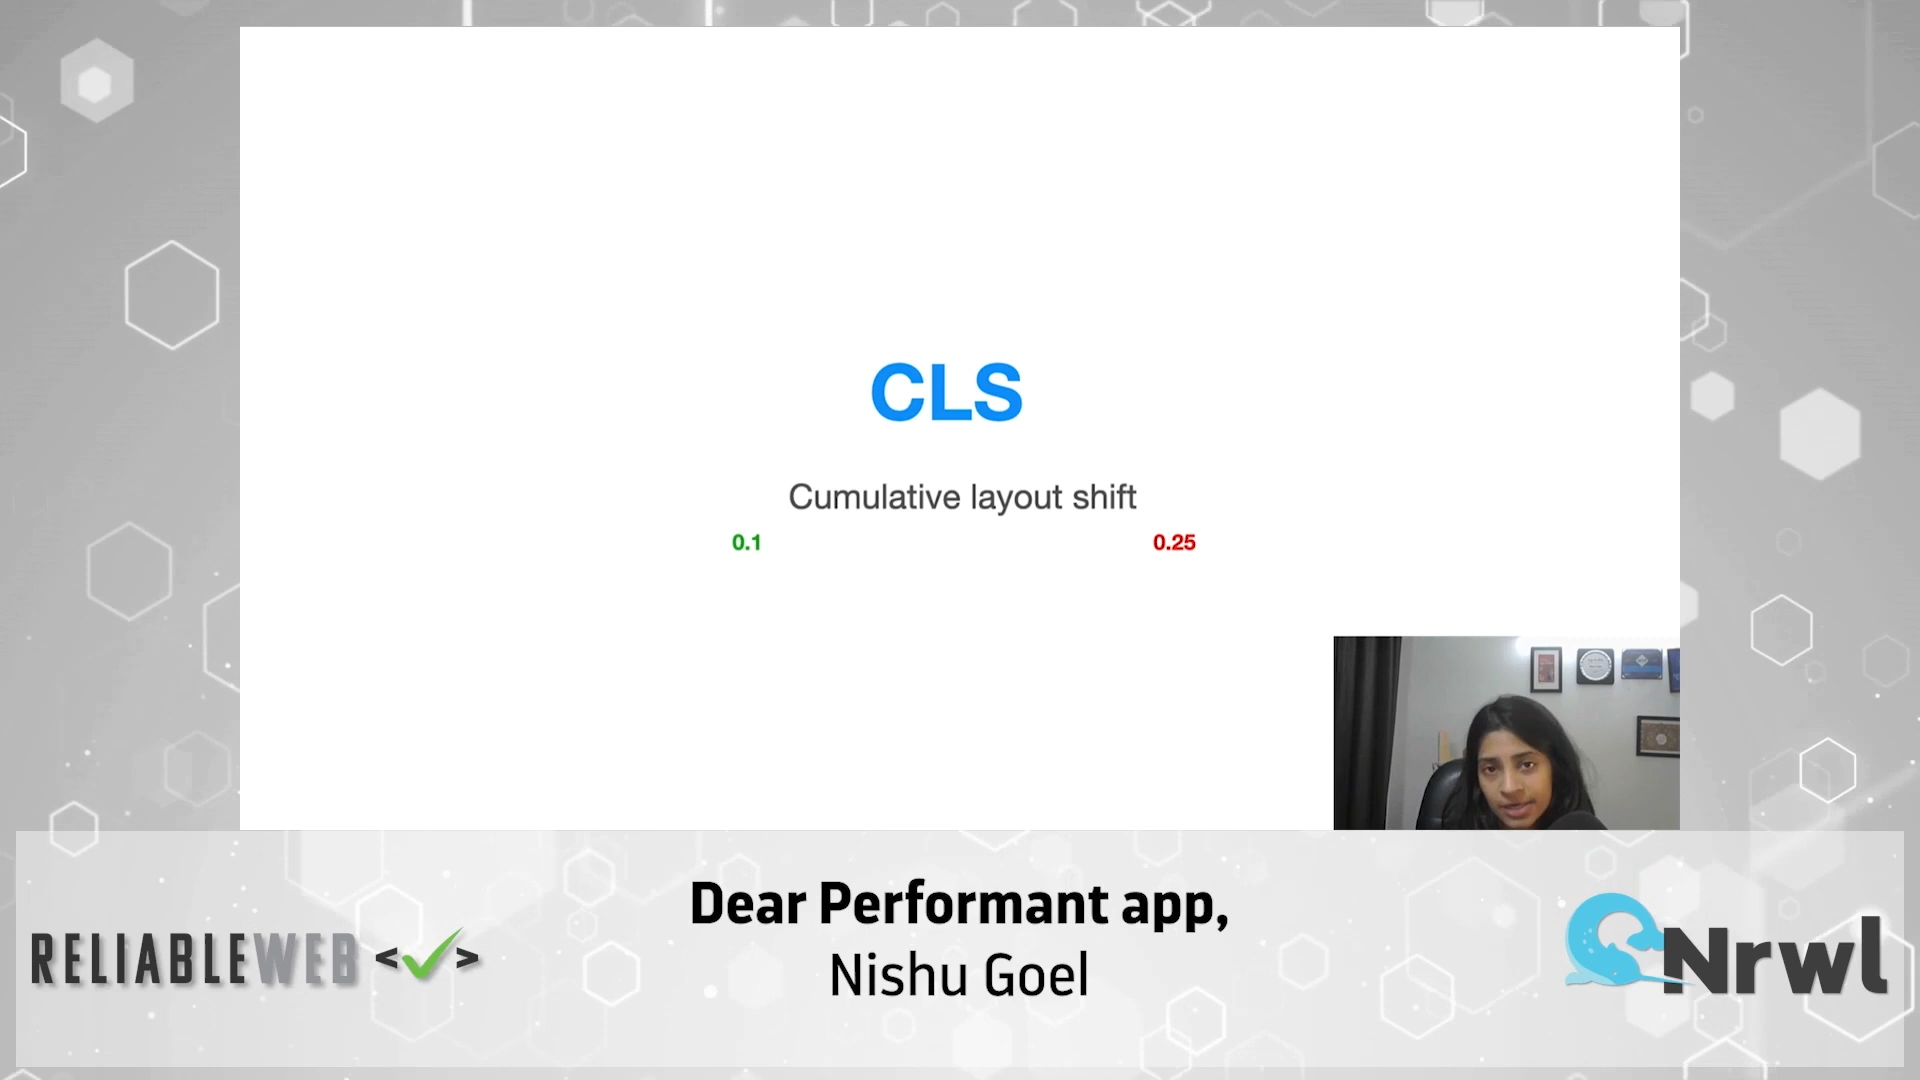 CLS
Cumulative layout shift
0.1 0.25
Dear Performant app,
Nishu Goel
RELIABLEWEB <✓>
Nrwl